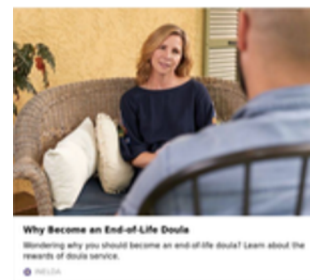 Why Become an End-of-Life Doula
Wondering why you should become an end-of-life doula? Learn about the
rewards of doula service.
INELDA